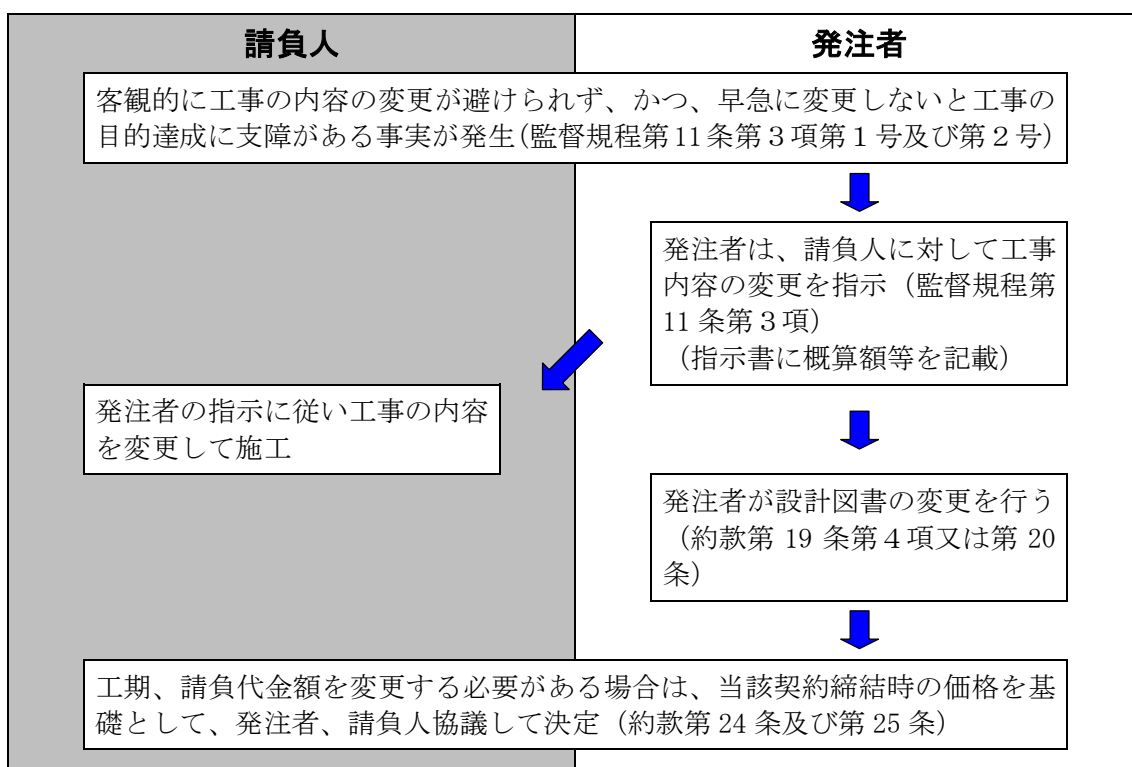 請負人
発注者
客観的に工事の内容の変更が避けられず、かつ、早急に変更しないと工事の
目的達成に支障がある事実が発生(監督規程第11条第3項第1号及び第2号)
発注者は、請負人に対して工事
内容の変更を指示（監督規程第
11 条第３項）
（指示書に概算額等を記載）
発注者の指示に従い工事の内容
を変更して施工
発注者が設計図書の変更を行う
（約款第 19 条第４項又は第 20
条）
工期、請負代金額を変更する必要がある場合は、当該契約締結時の価格を基
礎として、発注者、請負人協議して決定（約款第 24 条及び第 25 条）